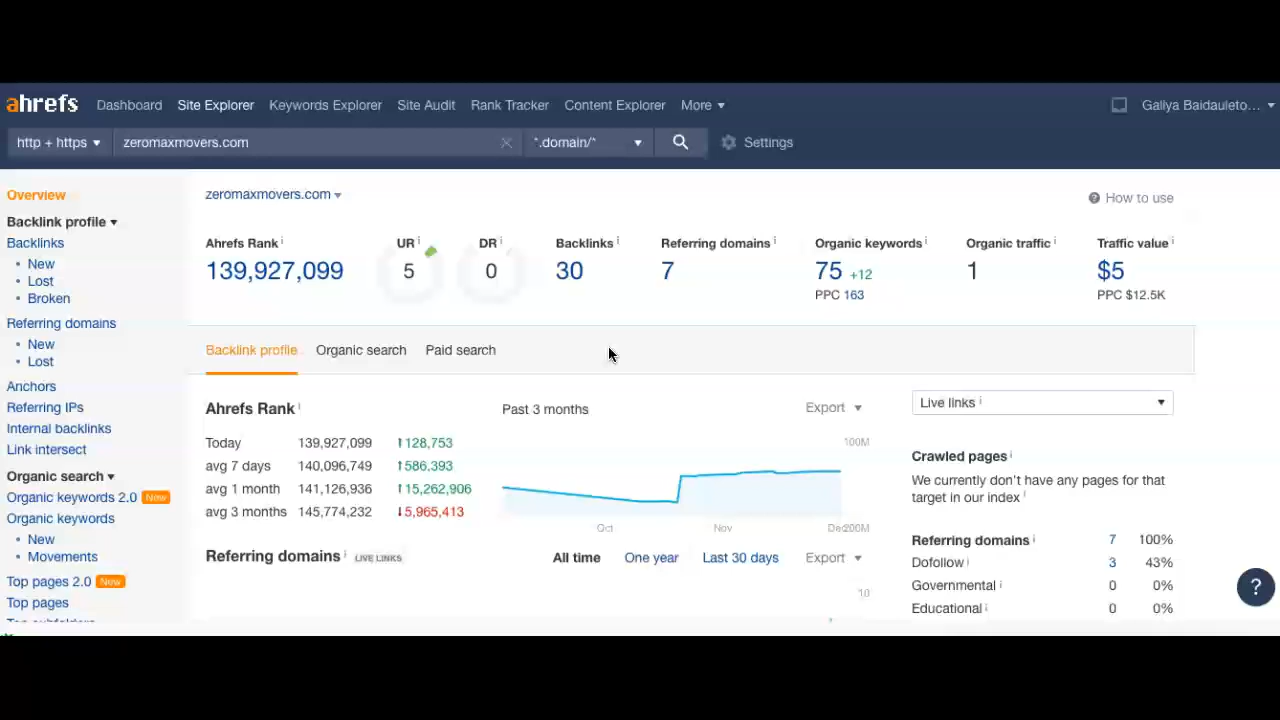 ahrefs Dashboard Site Explorer Keywords Explorer Site Audit Rank Tracker Content Explorer More Galiya Baidauleto...
http + https zeromaxmovers.com *.domain/* Settings
Overview
Backlink profile
Backlinks
New
Lost
Broken
Referring domains
New
Lost
Anchors
Referring IPs
Internal backlinks
Link intersect
Organic search
Organic keywords 2.0 New
Organic keywords
New
Movements
Top pages 2.0 New
Top pages
zeromaxmovers.com
How to use
Ahrefs Rank UR DR Backlinks Referring domains Organic keywords Organic traffic Traffic value
139,927,099 5 0 30 7 75 +12 1 $5
PPC 163 PPC $12.5K
Backlink profile Organic search Paid search
Ahrefs Rank Past 3 months Export
Today 139,927,099 128,753
avg 7 days 140,096,749 586,393
avg 1 month 141,126,936 15,262,906
avg 3 months 145,774,232 5,965,413
100M
Oct Nov Dec 200M
Referring domains LIVE LINKS All time One year Last 30 days Export
10
Live links
Crawled pages
We currently don't have any pages for that
target in our index
Referring domains 7 100%
Dofollow 3 43%
Governmental 0 0%
Educational 0 0%
?